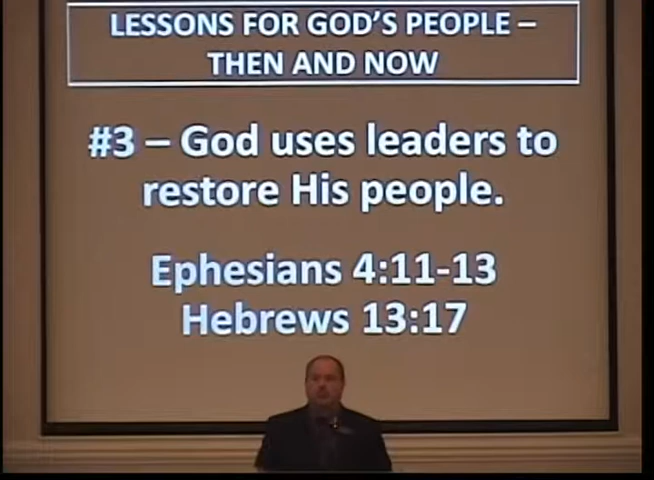 LESSONS FOR GOD'S PEOPLE –
THEN AND NOW
#3 – God uses leaders to
restore His people.
Ephesians 4:11-13
Hebrews 13:17